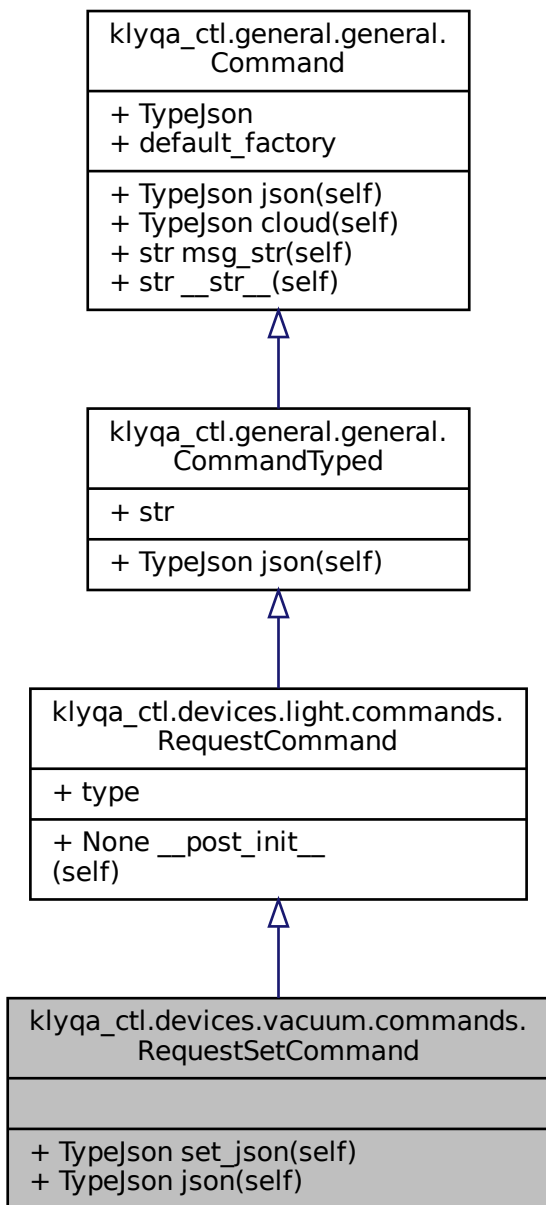 klyqa_ctl.general.general.
Command
+ TypeJson
+ default_factory
+ TypeJson json(self)
+ TypeJson cloud(self)
+ str msg_str(self)
+ str __str__(self)
klyqa_ctl.general.general.
CommandTyped
+ str
+ TypeJson json(self)
klyqa_ctl.devices.light.commands.
RequestCommand
+ type
+ None __post_init__
(self)
klyqa_ctl.devices.vacuum.commands.
RequestSetCommand
+ TypeJson set_json(self)
+ TypeJson json(self)